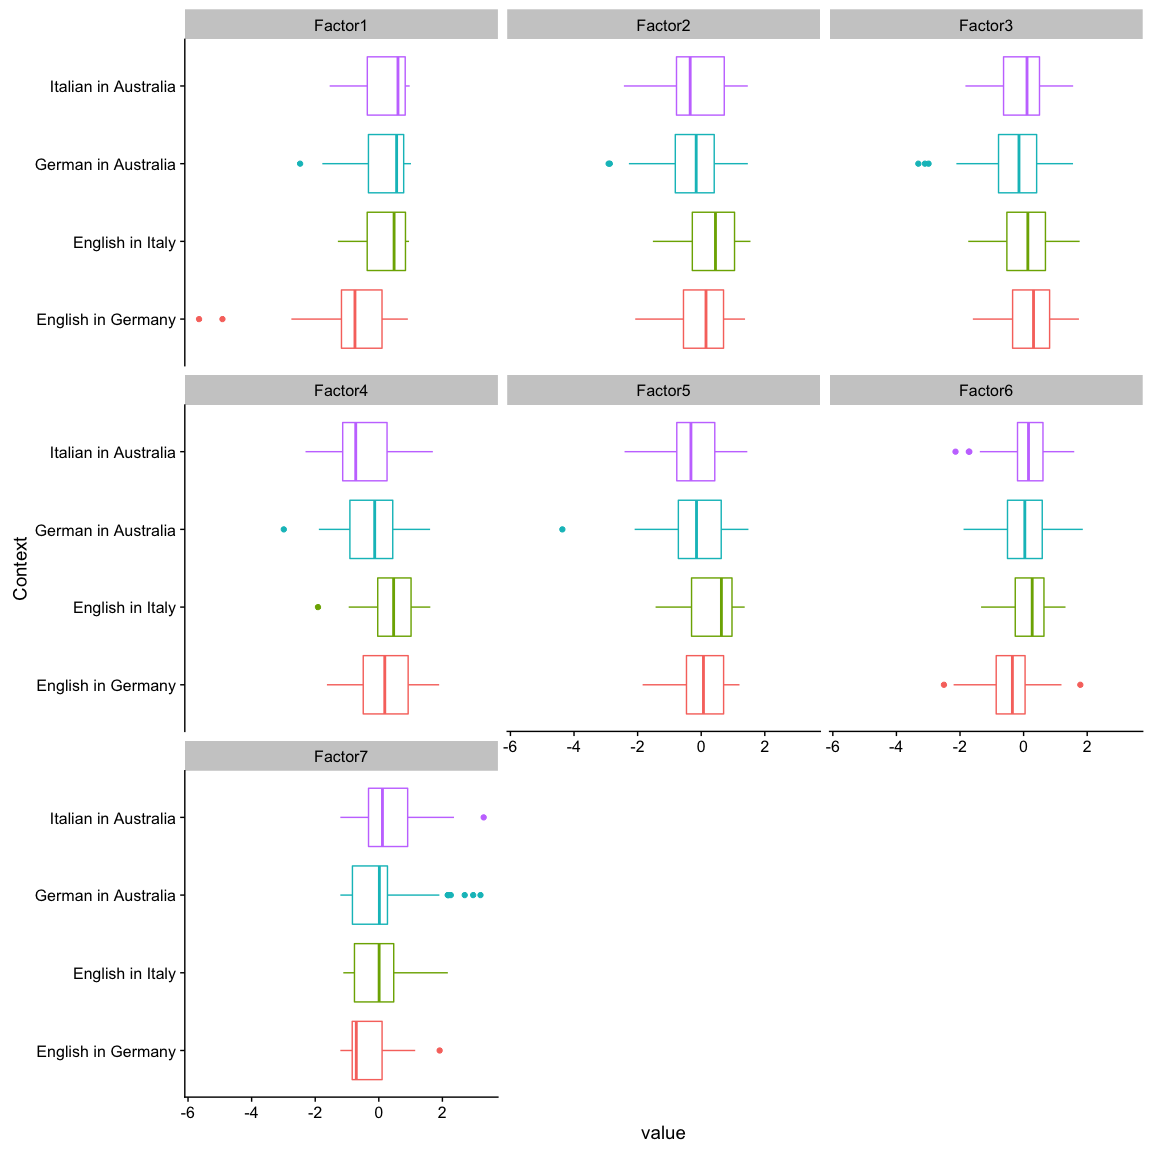 Factor1 Factor2 Factor3
Italian in Australia
German in Australia
English in Italy
English in Germany
Factor4 Factor5 Factor6
Italian in Australia
German in Australia
English in Italy
English in Germany
-6 -4 -2 0 2 -6 -4 -2 0 2
Factor7
Italian in Australia
German in Australia
English in Italy
English in Germany
-6 -4 -2 0 2
value
Context